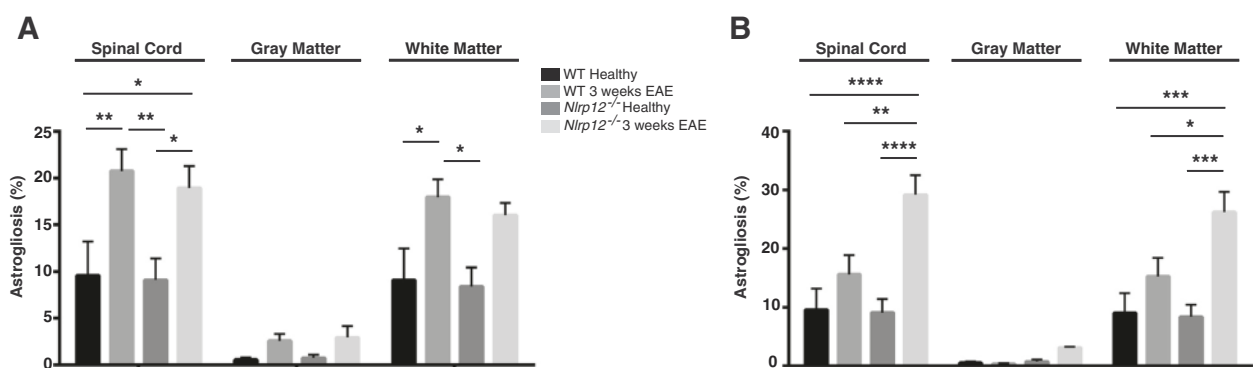 A
Spinal Cord
Gray Matter
White Matter
*
** **
*
*
*
Astrogliosis (%)
25
20
15
10
5
0
WT Healthy
WT 3 weeks EAE
Nlrp12-/- Healthy
Nlrp12-/- 3 weeks EAE
B
Spinal Cord
Gray Matter
White Matter
****
**
****
***
*
***
Astrogliosis (%)
40
30
20
10
0